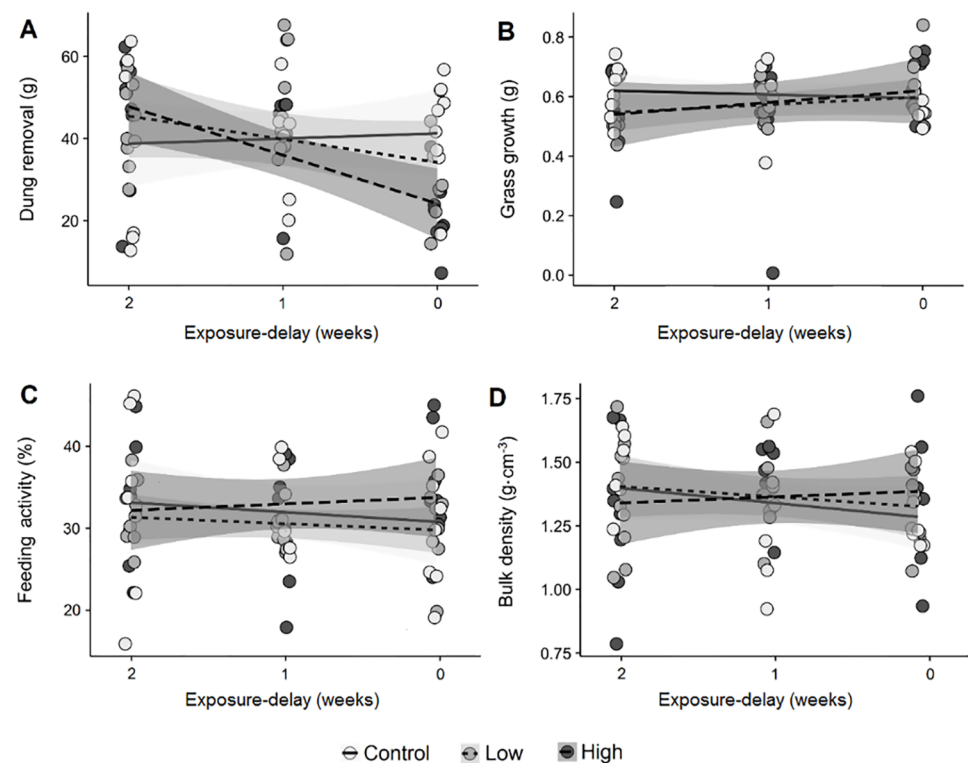 A
Dung removal (g)
60
40
20
2
1
0
Exposure-delay (weeks)
B
Grass growth (g)
0.8
0.6
0.4
0.2
0.0
2
1
0
Exposure-delay (weeks)
C
Feeding activity (%)
40
30
20
2
1
0
Exposure-delay (weeks)
D
Bulk density (g·cm⁻³)
1.75
1.50
1.25
1.00
0.75
2
1
0
Exposure-delay (weeks)
Control Low High